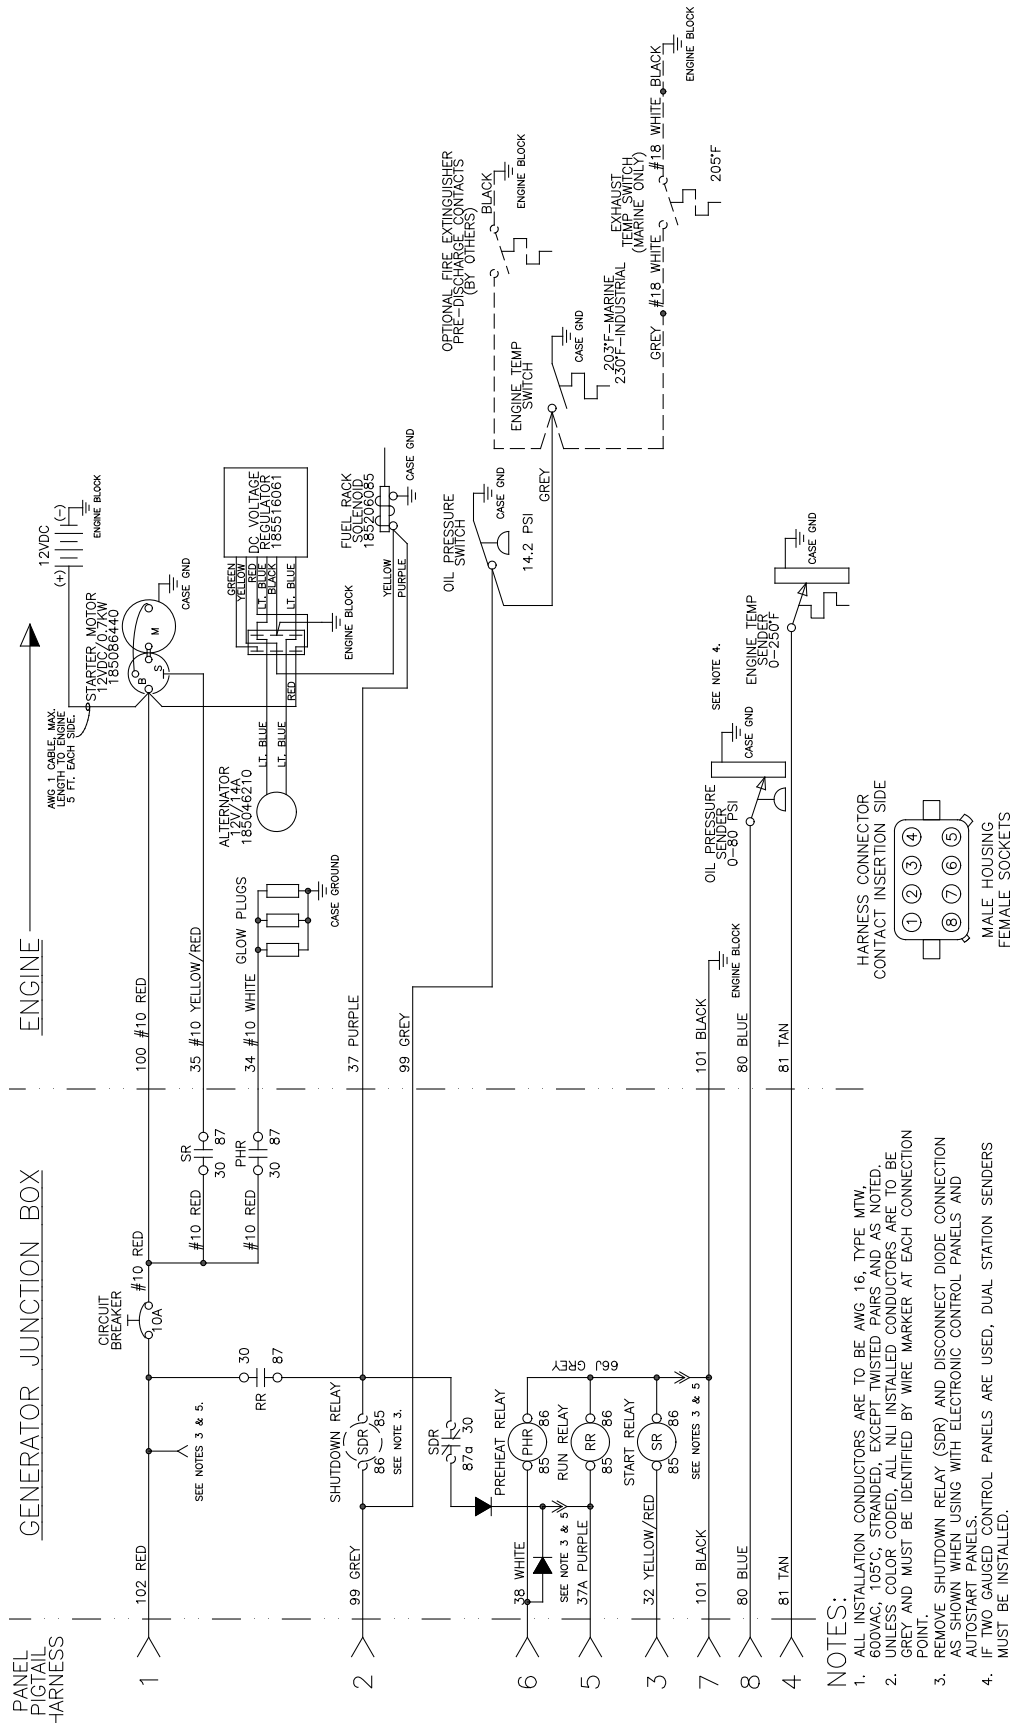 PANEL
PIGTAIL
HARNESS
GENERATOR JUNCTION BOX
ENGINE
1
102 RED
SEE NOTES 3 & 5.
CIRCUIT
BREAKER
10A
#10 RED
100 #10 RED
AWG 1 CABLE, MAX.
LENGTH TO ENGINE
5 FT. EACH SIDE.
12VDC
(+)
(-)
ENGINE BLOCK
STARTER MOTOR
12VDC/0.7KW
185086440
B
S
M
CASE GND
#10 RED
SR
30
87
35 #10 YELLOW/RED
#10 RED
PHR
30
87
34 #10 WHITE
GLOW PLUGS
CASE GROUND
ALTERNATOR
12V/14A
185046210
LT. BLUE
LT. BLUE
RED
GREEN
YELLOW
RED
LT. BLUE
BLACK
LT. BLUE
ENGINE BLOCK
DC VOLTAGE
REGULATOR
185516061
30
RR
87
FUEL RACK
SOLENOID
185206085
YELLOW
PURPLE
CASE GND
2
99 GREY
SHUTDOWN RELAY
86
SDR
85
SEE NOTE 3.
37 PURPLE
99 GREY
SDR
87a
30
OIL PRESSURE
SWITCH
CASE GND
14.2 PSI
GREY
OPTIONAL FIRE EXTINGUISHER
PRE-DISCHARGE CONTACTS
(BY OTHERS)
BLACK
ENGINE BLOCK
ENGINE TEMP
SWITCH
CASE GND
203°F-MARINE
230°F-INDUSTRIAL
GREY
#18 WHITE
EXHAUST
TEMP SWITCH
(MARINE ONLY)
#18 WHITE
BLACK
ENGINE BLOCK
205°F
6
38 WHITE
PREHEAT RELAY
85
PHR
86
SEE NOTE 3 & 5
5
37A PURPLE
RUN RELAY
85
RR
86
66J GREY
3
32 YELLOW/RED
START RELAY
85
SR
86
SEE NOTES 3 & 5
7
101 BLACK
101 BLACK
ENGINE BLOCK
8
80 BLUE
80 BLUE
OIL PRESSURE
SENDER
0-80 PSI
CASE GND
SEE NOTE 4.
4
81 TAN
81 TAN
ENGINE TEMP
SENDER
0-250°F
CASE GND
NOTES:
1. ALL INSTALLATION CONDUCTORS ARE TO BE AWG 16, TYPE MTW,
600VAC, 105°C, STRANDED, EXCEPT TWISTED PAIRS AND AS NOTED.
2. UNLESS COLOR CODED, ALL NLI INSTALLED CONDUCTORS ARE TO BE
GREY AND MUST BE IDENTIFIED BY WIRE MARKER AT EACH CONNECTION
POINT.
3. REMOVE SHUTDOWN RELAY (SDR) AND DISCONNECT DIODE CONNECTION
AS SHOWN WHEN USING WITH ELECTRONIC CONTROL PANELS AND
AUTOSTART PANELS.
4. IF TWO GAUGED CONTROL PANELS ARE USED, DUAL STATION SENDERS
MUST BE INSTALLED.
HARNESS CONNECTOR
CONTACT INSERTION SIDE
1 2 3 4
8 7 6 5
MALE HOUSING
FEMALE SOCKETS